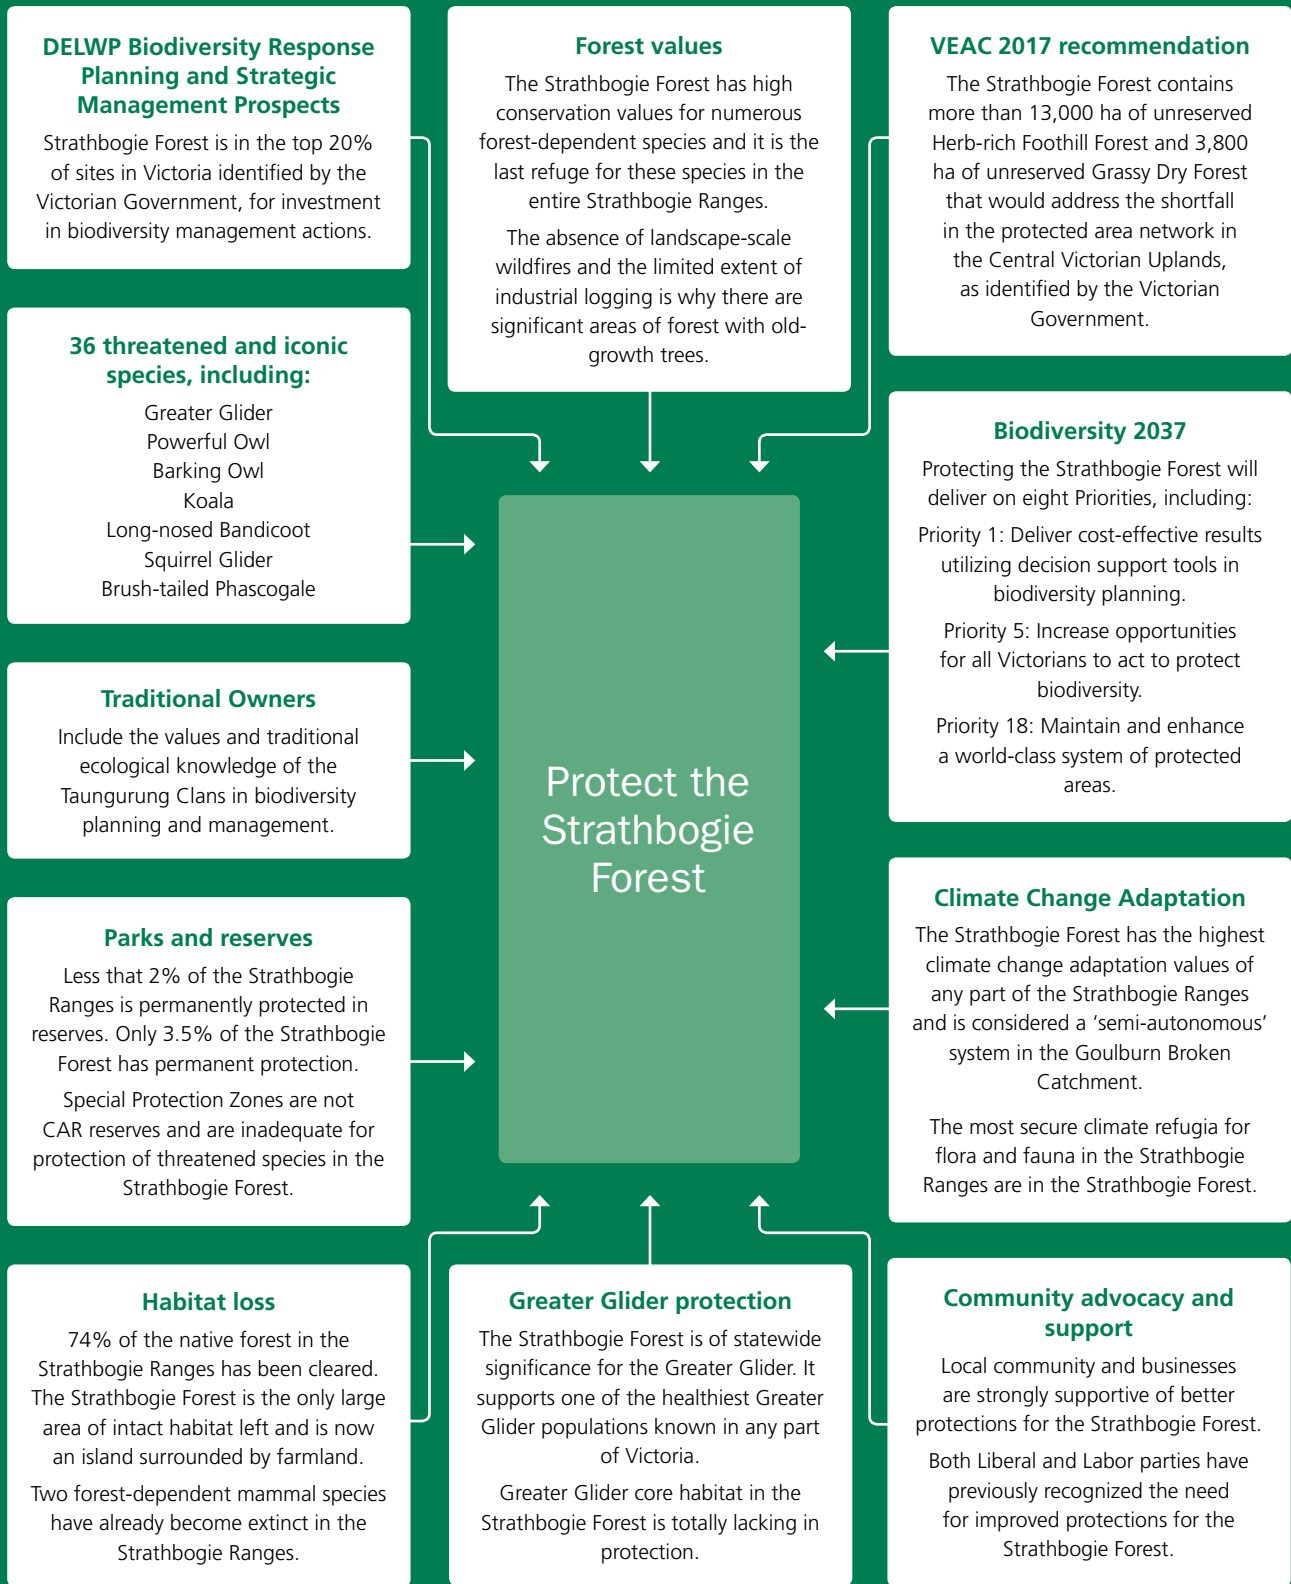 DELWP Biodiversity Response
Planning and Strategic
Management Prospects
Strathbogie Forest is in the top 20%
of sites in Victoria identified by the
Victorian Government, for investment
in biodiversity management actions.
Forest values
The Strathbogie Forest has high
conservation values for numerous
forest-dependent species and it is the
last refuge for these species in the
entire Strathbogie Ranges.
The absence of landscape-scale
wildfires and the limited extent of
industrial logging is why there are
significant areas of forest with old-
growth trees.
VEAC 2017 recommendation
The Strathbogie Forest contains
more than 13,000 ha of unreserved
Herb-rich Foothill Forest and 3,800
ha of unreserved Grassy Dry Forest
that would address the shortfall
in the protected area network in
the Central Victorian Uplands,
as identified by the Victorian
Government.
36 threatened and iconic
species, including:
Greater Glider
Powerful Owl
Barking Owl
Koala
Long-nosed Bandicoot
Squirrel Glider
Brush-tailed Phascogale
Biodiversity 2037
Protecting the Strathbogie Forest will
deliver on eight Priorities, including:
Priority 1: Deliver cost-effective results
utilizing decision support tools in
biodiversity planning.
Priority 5: Increase opportunities
for all Victorians to act to protect
biodiversity.
Priority 18: Maintain and enhance
a world-class system of protected
areas.
Traditional Owners
Include the values and traditional
ecological knowledge of the
Taungurung Clans in biodiversity
planning and management.
Protect the
Strathbogie
Forest
Parks and reserves
Less that 2% of the Strathbogie
Ranges is permanently protected in
reserves. Only 3.5% of the Strathbogie
Forest has permanent protection.
Special Protection Zones are not
CAR reserves and are inadequate for
protection of threatened species in the
Strathbogie Forest.
Climate Change Adaptation
The Strathbogie Forest has the highest
climate change adaptation values of
any part of the Strathbogie Ranges
and is considered a ‘semi-autonomous’
system in the Goulburn Broken
Catchment.
The most secure climate refugia for
flora and fauna in the Strathbogie
Ranges are in the Strathbogie Forest.
Habitat loss
74% of the native forest in the
Strathbogie Ranges has been cleared.
The Strathbogie Forest is the only large
area of intact habitat left and is now
an island surrounded by farmland.
Two forest-dependent mammal species
have already become extinct in the
Strathbogie Ranges.
Greater Glider protection
The Strathbogie Forest is of statewide
significance for the Greater Glider. It
supports one of the healthiest Greater
Glider populations known in any part
of Victoria.
Greater Glider core habitat in the
Strathbogie Forest is totally lacking in
protection.
Community advocacy and
support
Local community and businesses
are strongly supportive of better
protections for the Strathbogie Forest.
Both Liberal and Labor parties have
previously recognized the need
for improved protections for the
Strathbogie Forest.